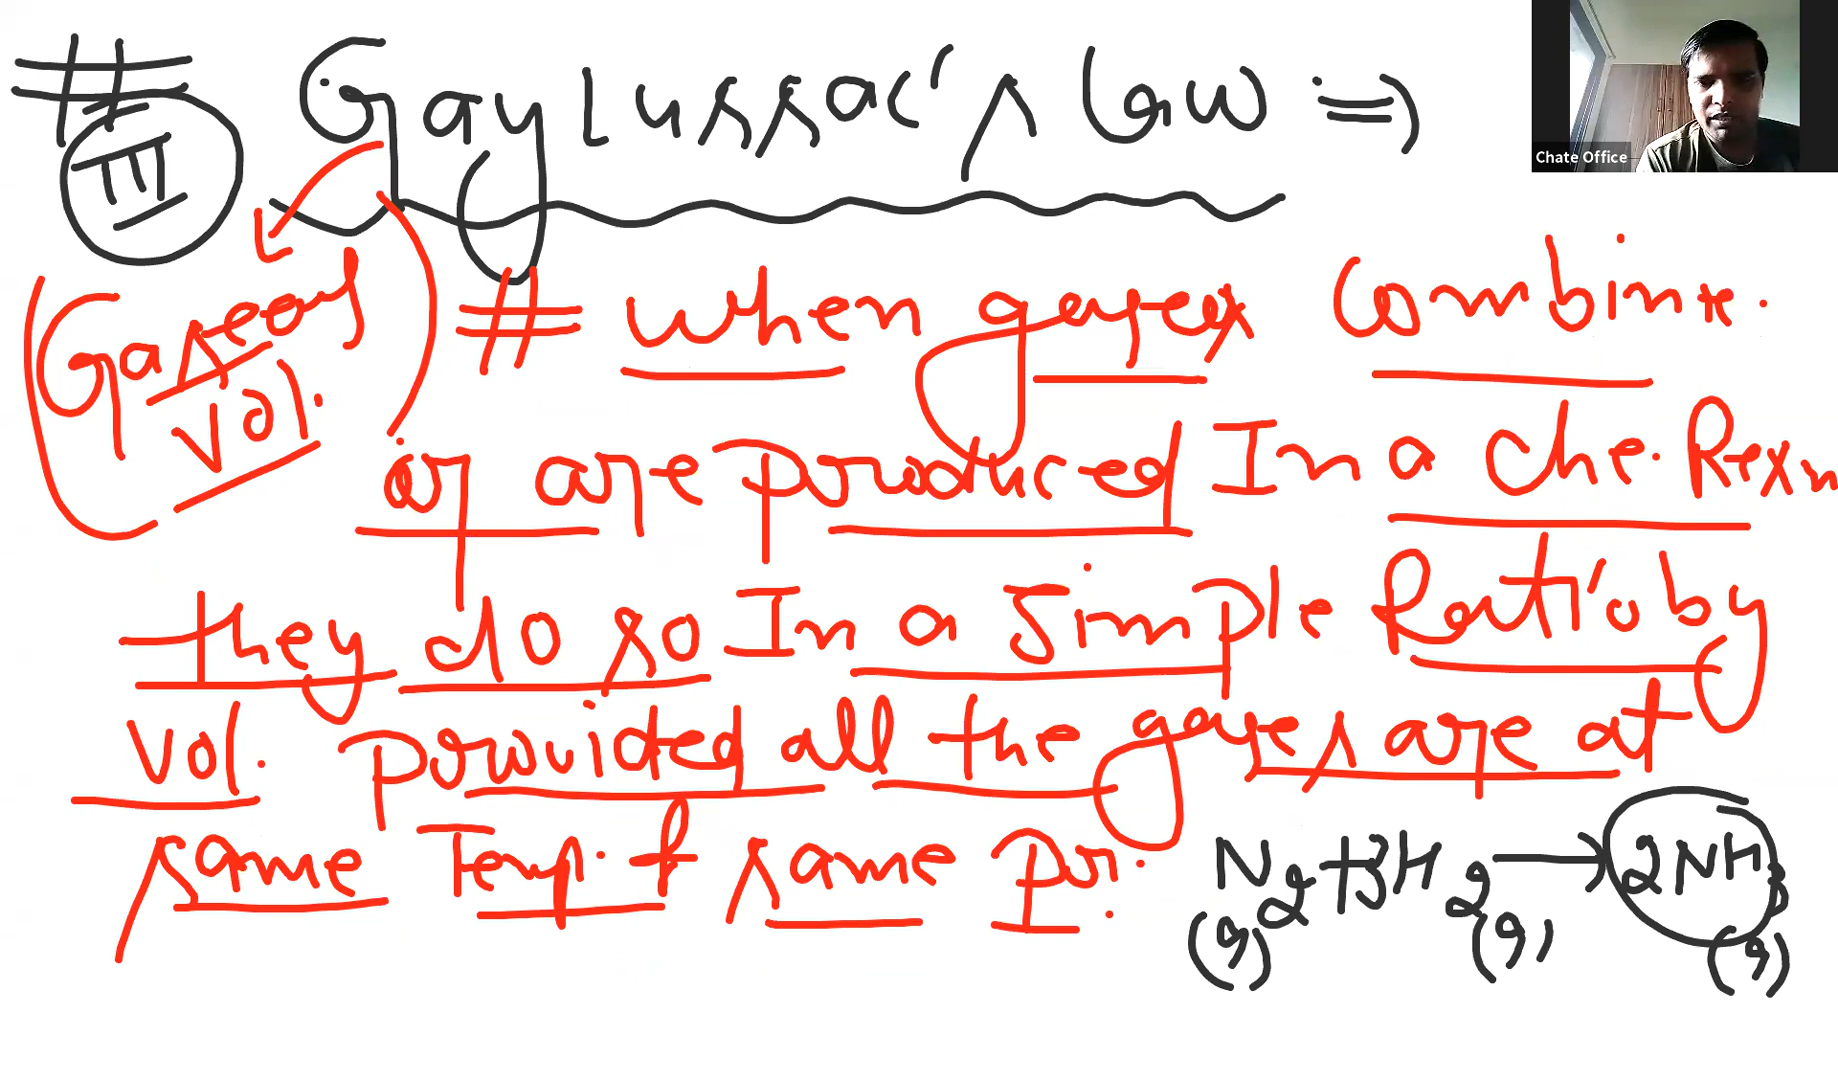 # III Gay Lussac's Law ⇒
Chate Office
Gaseous
Vol.
# When gases Combine.
or are produced In a che. Rexn
they do so In a Simple Ratio by
Vol. provided all the gases are at
same Temp. & same pr.
N2 + 3H2 → 2NH3
(g) (g) (g)